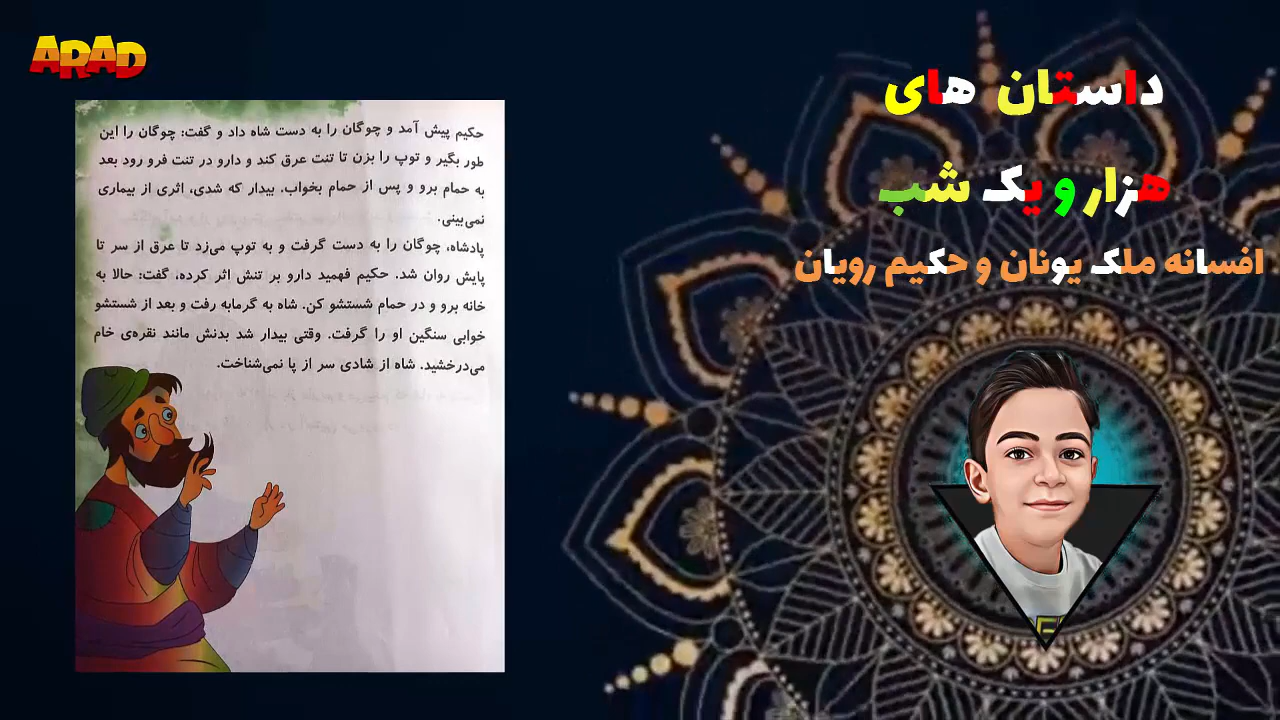 ARAD
داستان های
هزار و یک شب
افسانه ملک یونان و حکیم رویان
حکیم پیش آمد و چوگان را به دست شاه داد و گفت: چوگان را این
طور بگیر و توپ را بزن تا تنت عرق کند و دارو در تنت فرو رود بعد
به حمام برو و پس از حمام بخواب. بیدار که شدی، اثری از بیماری
نمی‌بینی.
پادشاه، چوگان را به دست گرفت و به توپ می‌زد تا عرق از سر تا
پایش روان شد. حکیم فهمید دارو بر تنش اثر کرده، گفت: حالا به
خانه برو و در حمام شستشو کن. شاه به گرمابه رفت و بعد از شستشو
خوابی سنگین او را گرفت. وقتی بیدار شد بدنش مانند نقره‌ی خام
می‌درخشید. شاه از شادی سر از پا نمی‌شناخت.